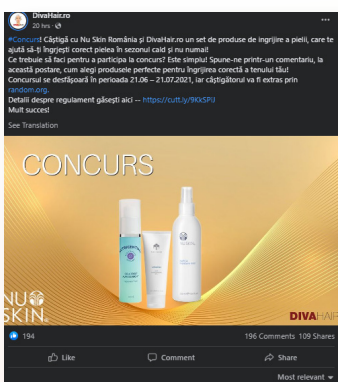 DivaHair.ro
20 hrs ·
#Concurs! Câștigă cu Nu Skin România și DivaHair.ro un set de produse de ingrijire a pielii, care te
ajută să-ți îngrijești corect pielea în sezonul cald și nu numai!
Ce trebuie să faci pentru a participa la concurs? Este simplu! Spune-ne printr-un comentariu, la
această postare, cum alegi produsele perfecte pentru îngrijirea corectă a tenului tău!
Concursul se desfășoară în perioada 21.06 – 21.07.2021, iar câștigătorul va fi extras prin
random.org.
Detalii despre regulament găsești aici --
Mult succes!
See Translation
CONCURS
NU SKIN
NU
SKIN.
DIVAHAIR
194
196 Comments 109 Shares
Like
Comment
Share
Most relevant